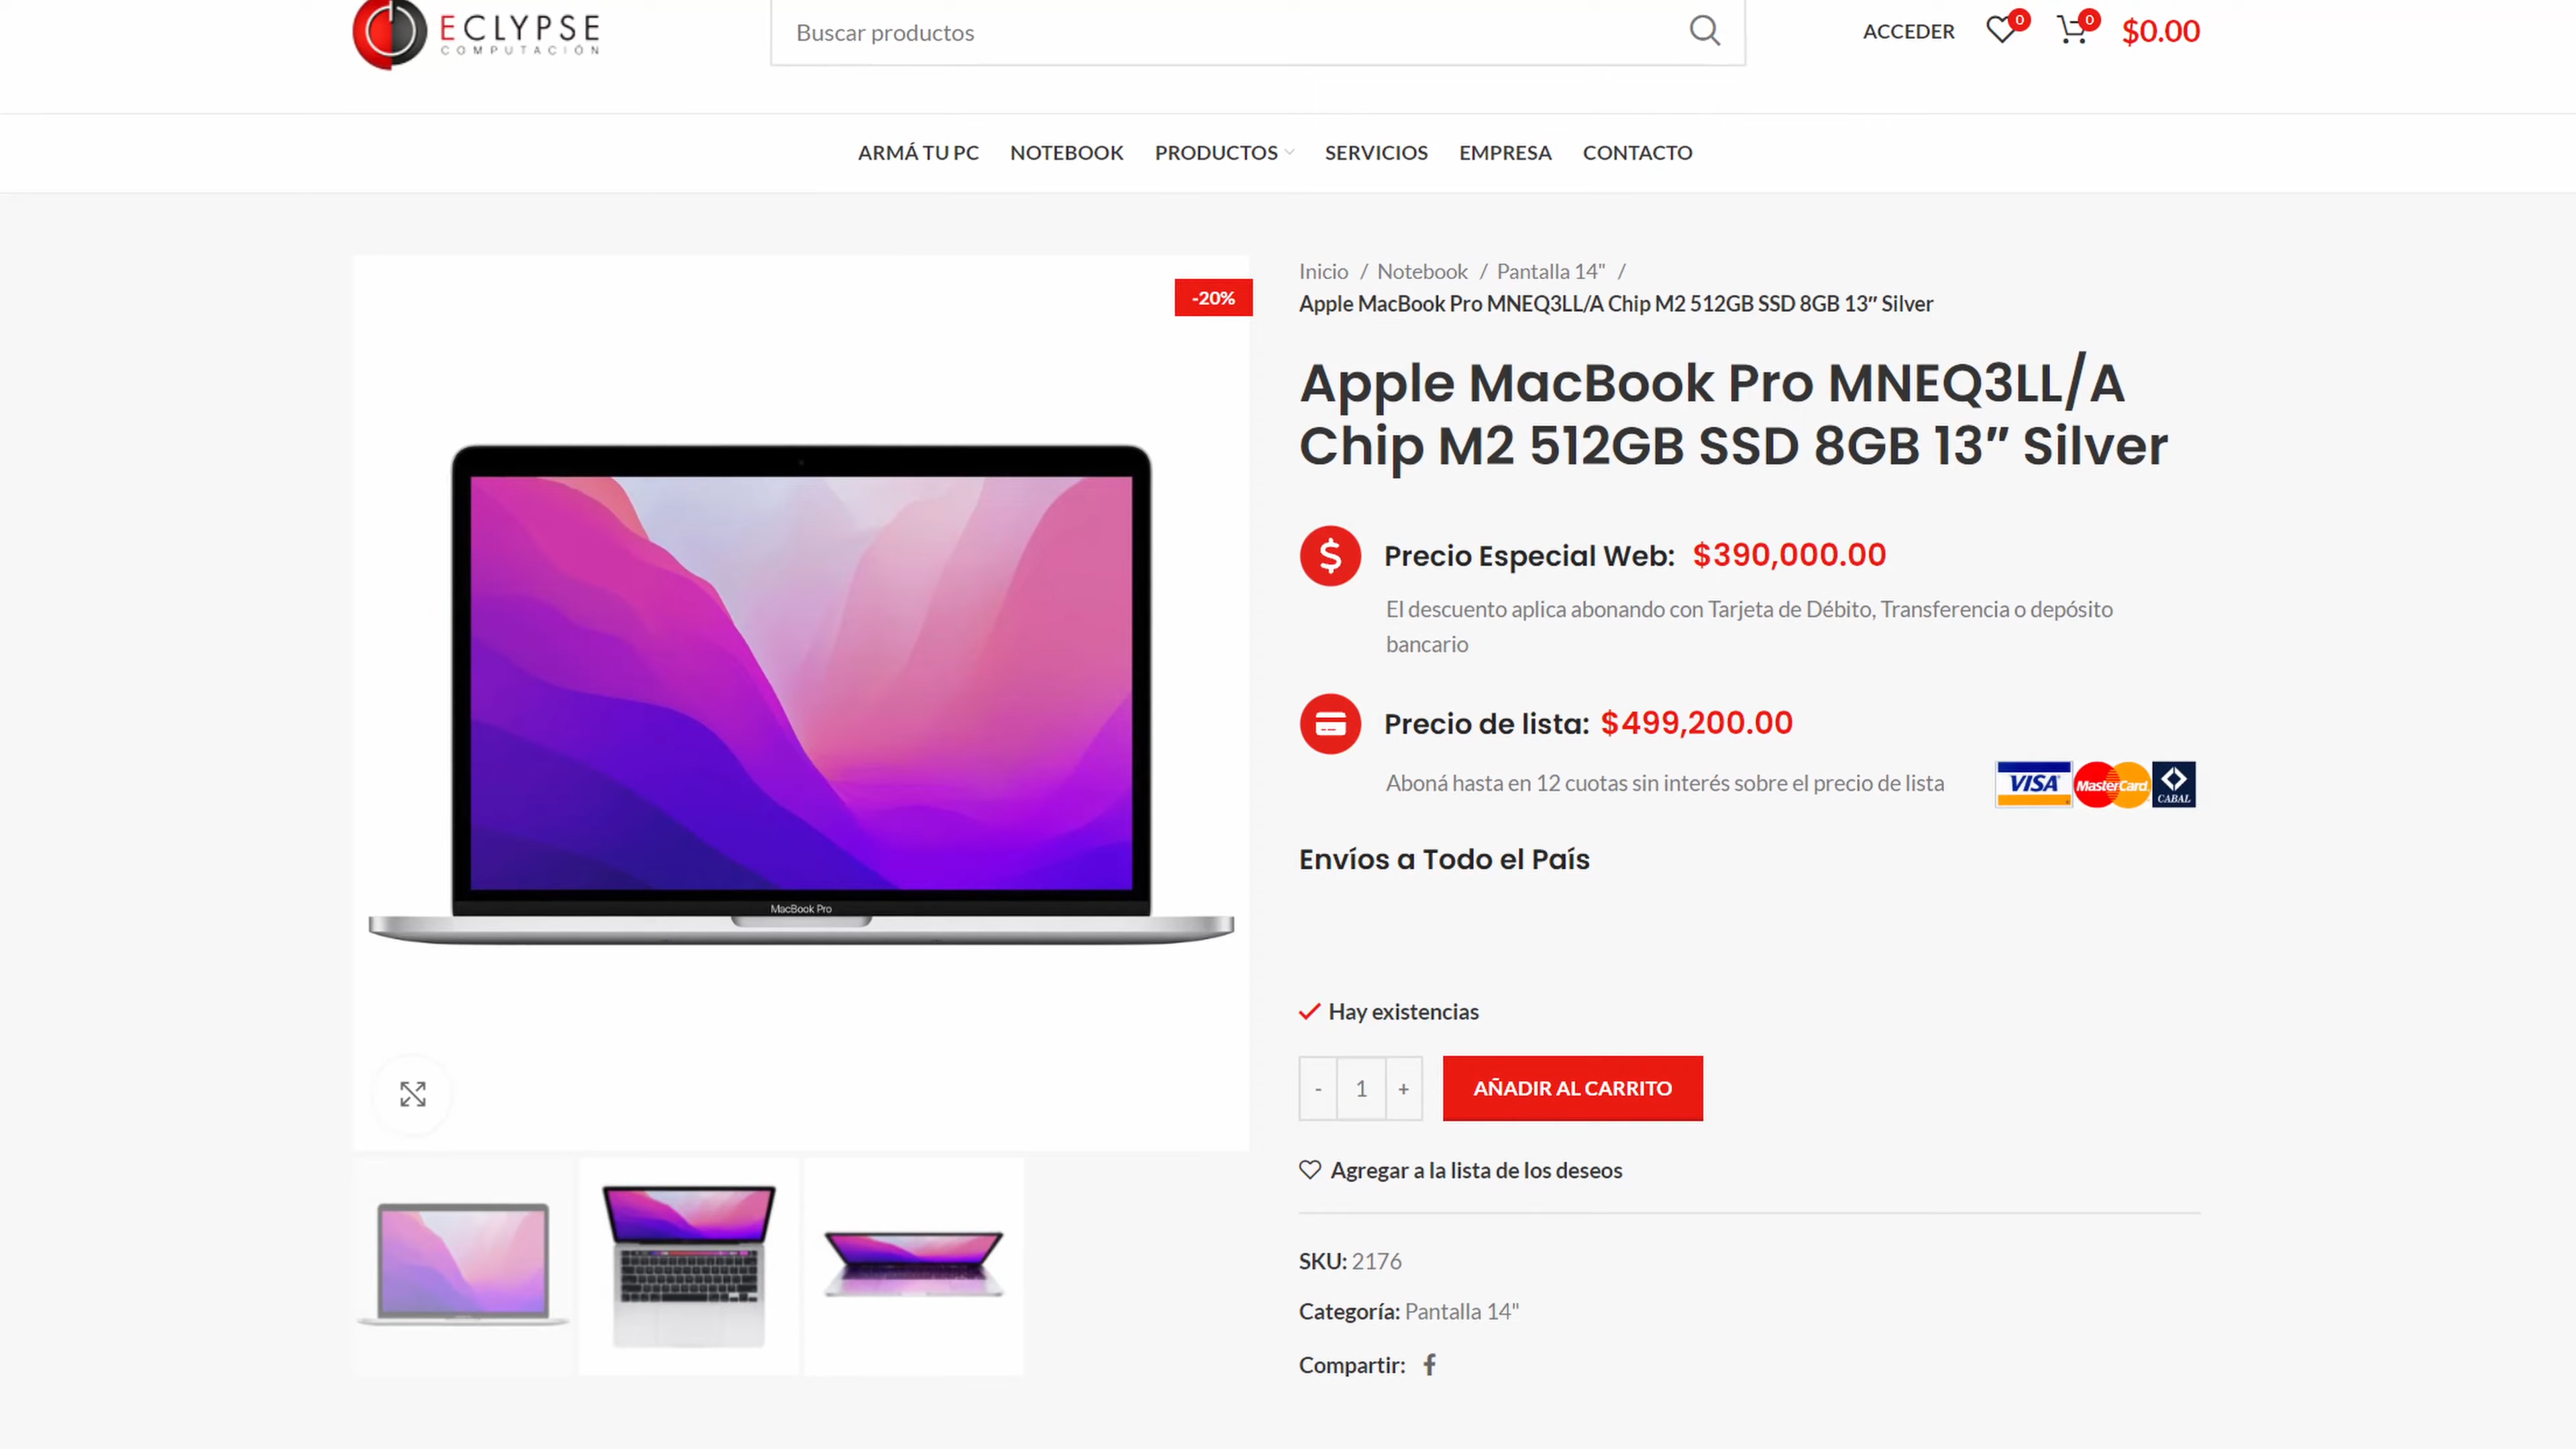 ECLYPSE
COMPUTACIÓN
Buscar productos
ACCEDER
0
0
$0.00
ARMÁ TU PC
NOTEBOOK
PRODUCTOS
SERVICIOS
EMPRESA
CONTACTO
-20%
MacBook Pro
Inicio / Notebook / Pantalla 14" /
Apple MacBook Pro MNEQ3LL/A Chip M2 512GB SSD 8GB 13″ Silver
Apple MacBook Pro MNEQ3LL/A
Chip M2 512GB SSD 8GB 13″ Silver
Precio Especial Web: $390,000.00
El descuento aplica abonando con Tarjeta de Débito, Transferencia o depósito
bancario
Precio de lista: $499,200.00
Aboná hasta en 12 cuotas sin interés sobre el precio de lista
VISA
MasterCard
CABAL
Envíos a Todo el País
Hay existencias
- 1 +
AÑADIR AL CARRITO
Agregar a la lista de los deseos
SKU: 2176
Categoría: Pantalla 14"
Compartir: